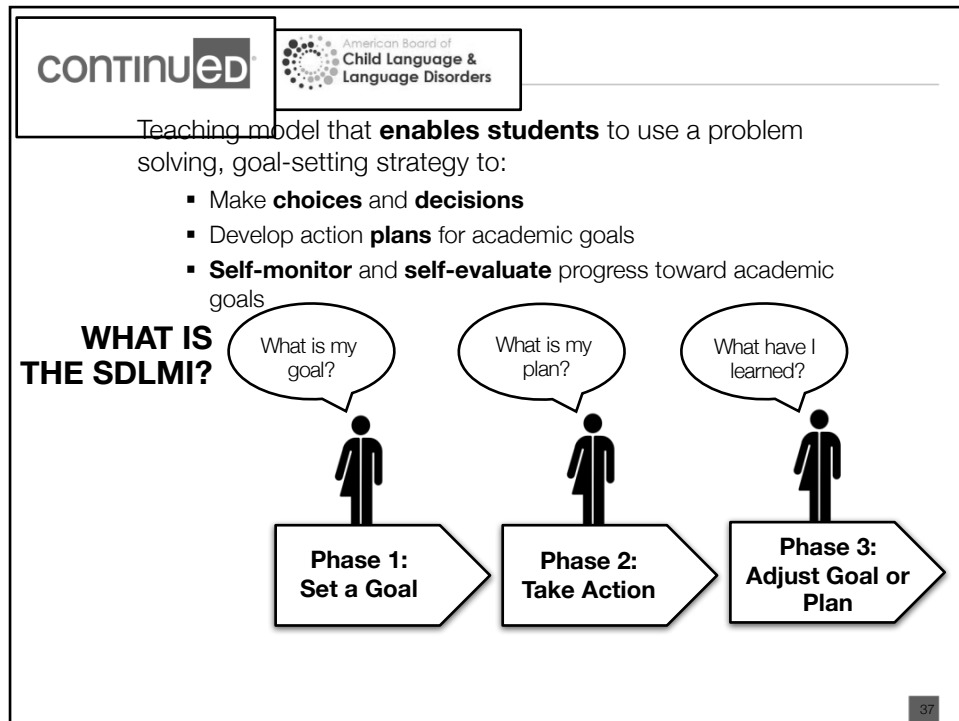 continued
American Board of
Child Language &
Language Disorders
Teaching model that enables students to use a problem
solving, goal-setting strategy to:
▪ Make choices and decisions
▪ Develop action plans for academic goals
▪ Self-monitor and self-evaluate progress toward academic
goals
WHAT IS
THE SDLMI?
What is my
goal?
What is my
plan?
What have I
learned?
Phase 1:
Set a Goal
Phase 2:
Take Action
Phase 3:
Adjust Goal or
Plan
37